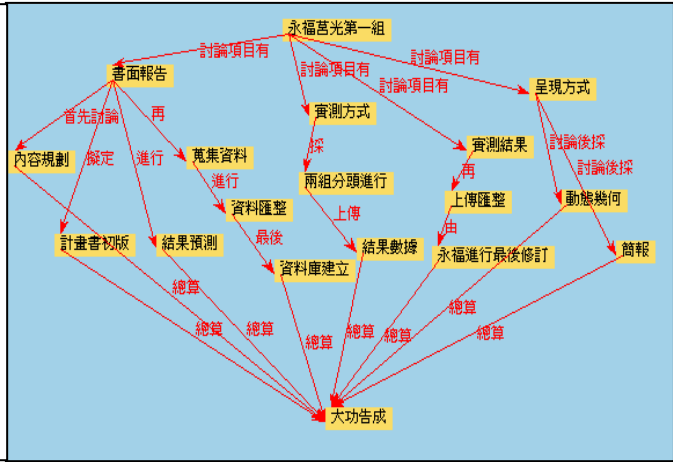 永福莒光第一組
討論項目有
討論項目有
討論項目有
討論項目有
書面報告
呈現方式
首先討論
再
實測方式
採
實測結果
討論後採
討論後採
內容規劃
擬定
進行
蒐集資料
進行
兩組分頭進行
再
上傳匯整
動態幾何
資料匯整
上傳
由
計畫書初版
結果預測
最後
結果數據
永福進行最後修訂
簡報
資料庫建立
總算
總算
總算
總算
總算
總算
總算
總算
大功告成